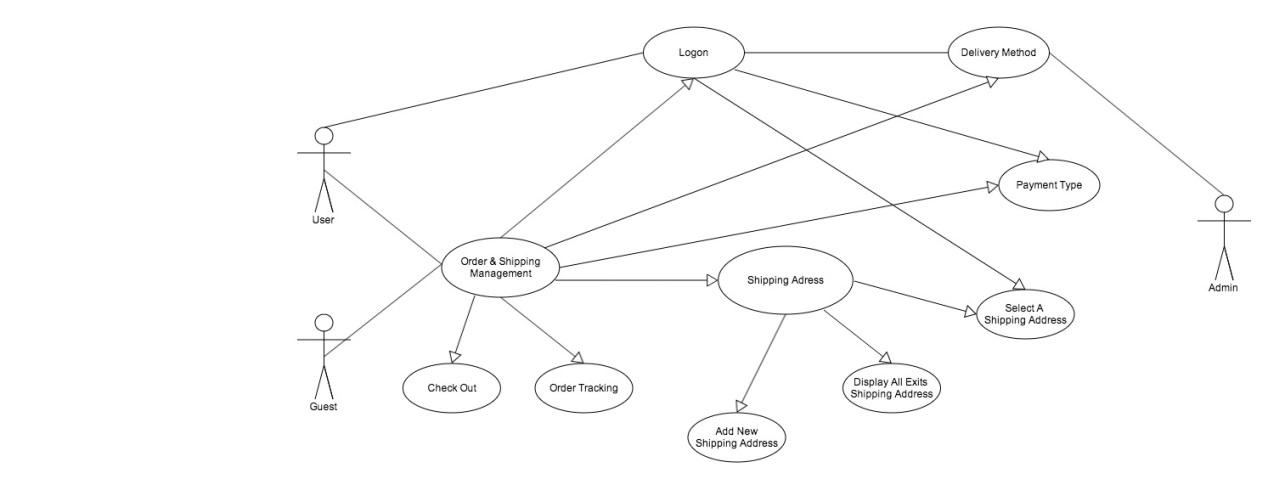 Logon
Delivery Method
Payment Type
User
Order & Shipping
Management
Shipping Adress
Admin
Select A
Shipping Address
Check Out
Order Tracking
Display All Exits
Shipping Address
Guest
Add New
Shipping Address